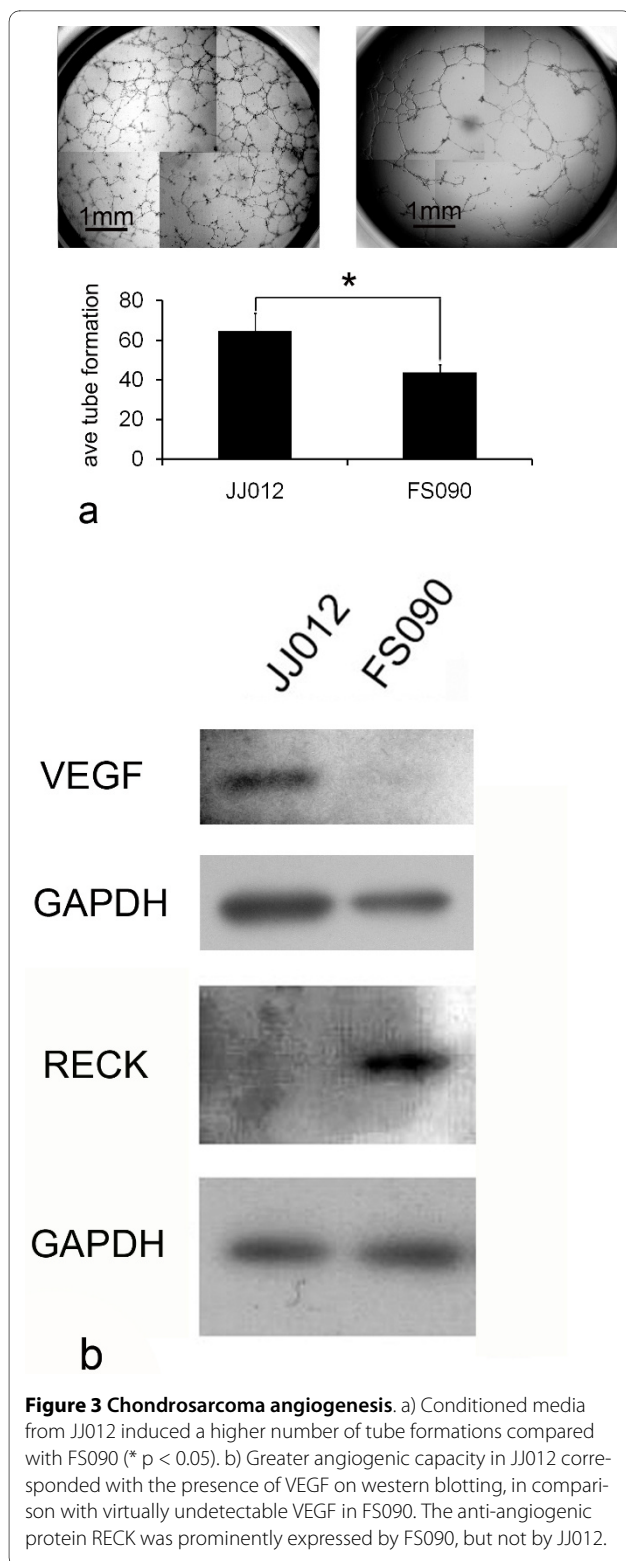 1mm
1mm
*
ave tube formation
80
60
40
20
0
JJ012
FS090
a
JJ012
FS090
VEGF
GAPDH
RECK
GAPDH
b
Figure 3 Chondrosarcoma angiogenesis. a) Conditioned media
from JJ012 induced a higher number of tube formations compared
with FS090 (* p < 0.05). b) Greater angiogenic capacity in JJ012 corre-
sponded with the presence of VEGF on western blotting, in compari-
son with virtually undetectable VEGF in FS090. The anti-angiogenic
protein RECK was prominently expressed by FS090, but not by JJ012.